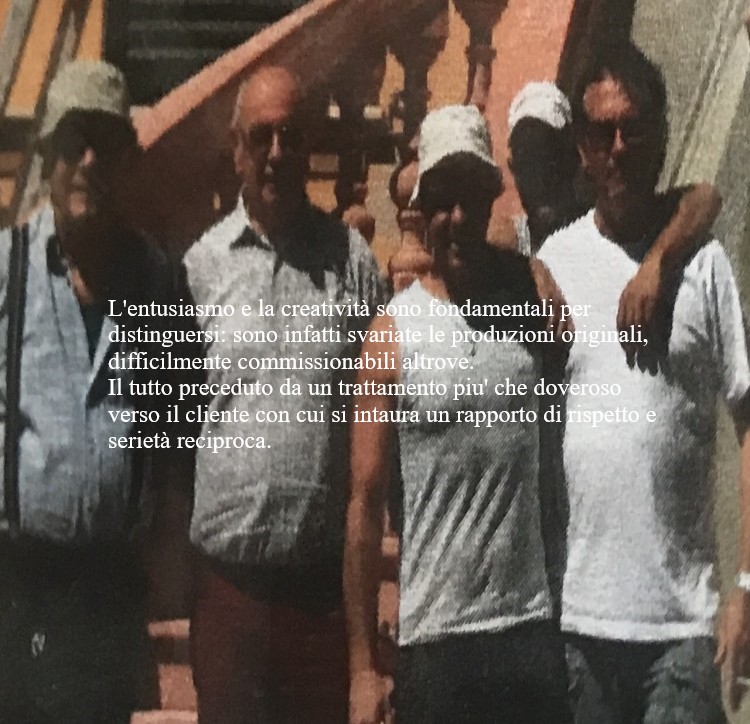 L'entusiasmo e la creatività sono fondamentali per
distinguersi: sono infatti svariate le produzioni originali,
difficilmente commissionabili altrove.
Il tutto preceduto da un trattamento piu' che doveroso
verso il cliente con cui si intaura un rapporto di rispetto e
serietà reciproca.